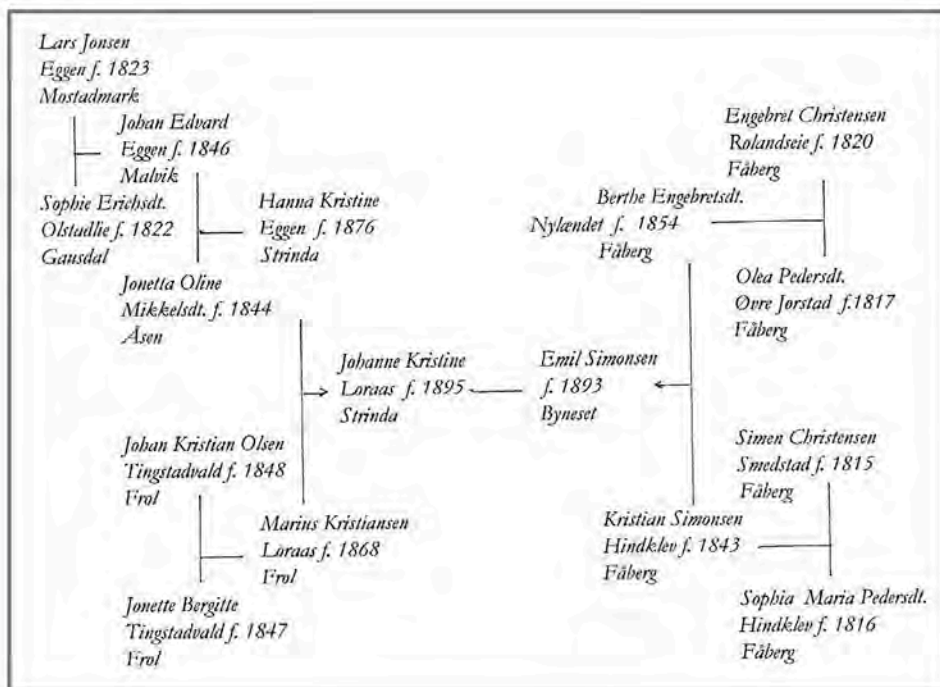 Lars Jonsen
Eggen f. 1823
Mostadmark
Johan Edvard
Eggen f. 1846
Malvik
Sophie Erichsdt.
Olstadlie f. 1822
Gausdal
Hanna Kristine
Eggen f. 1876
Strinda
Jonetta Oline
Mikkelsdt. f. 1844
Åsen
Johanne Kristine
Loraas f. 1895
Strinda
Johan Kristian Olsen
Tingstadvald f. 1848
Frol
Marius Kristiansen
Loraas f. 1868
Frol
Jonette Bergitte
Tingstadvald f. 1847
Frol
Engebret Christensen
Rolandseie f. 1820
Fåberg
Berthe Engebretsdt.
Nylændet f. 1854
Fåberg
Olea Pedersdt.
Øvre Jørstad f.1817
Fåberg
Emil Simonsen
f. 1893
Byneset
Simen Christensen
Smedstad f. 1815
Fåberg
Kristian Simonsen
Hindklev f. 1843
Fåberg
Sophia Maria Pedersdt.
Hindklev f. 1816
Fåberg